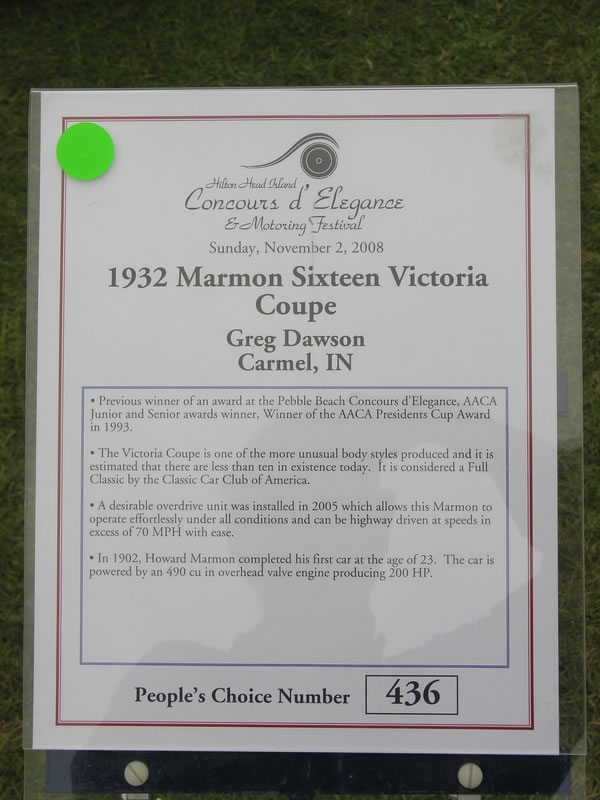 Hilton Head Island
Concours d'Elegance
& Motoring Festival
Sunday, November 2, 2008
1932 Marmon Sixteen Victoria
Coupe
Greg Dawson
Carmel, IN
• Previous winner of an award at the Pebble Beach Concours d'Elegance, AACA
Junior and Senior awards winner, Winner of the AACA Presidents Cup Award
in 1993.
• The Victoria Coupe is one of the more unusual body styles produced and it is
estimated that there are less than ten in existence today.  It is considered a Full
Classic by the Classic Car Club of America.
• A desirable overdrive unit was installed in 2005 which allows this Marmon to
operate effortlessly under all conditions and can be highway driven at speeds in
excess of 70 MPH with ease.
• In 1902, Howard Marmon completed his first car at the age of 23.  The car is
powered by an 490 cu in overhead valve engine producing 200 HP.
People's Choice Number 436